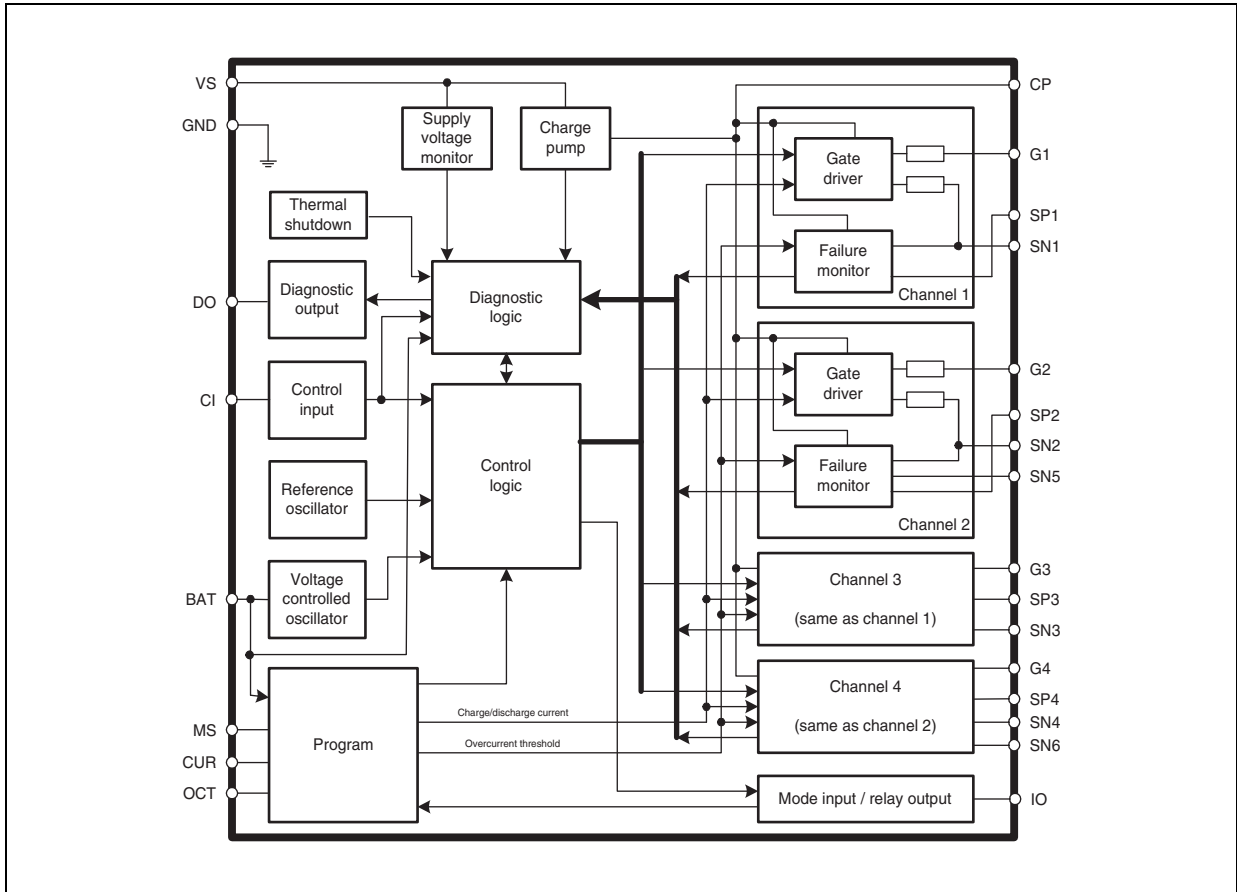 VS
GND
DO
CI
BAT
MS
CUR
OCT
Supply
voltage
monitor
Charge
pump
Thermal
shutdown
Diagnostic
output
Diagnostic
logic
Control
input
Control
logic
Reference
oscillator
Voltage
controlled
oscillator
Program
Charge/discharge current
Overcurrent threshold
Gate
driver
Failure
monitor
Channel 1
Gate
driver
Failure
monitor
Channel 2
Channel 3
(same as channel 1)
Channel 4
(same as channel 2)
Mode input / relay output
CP
G1
SP1
SN1
G2
SP2
SN2
SN5
G3
SP3
SN3
G4
SP4
SN4
SN6
IO